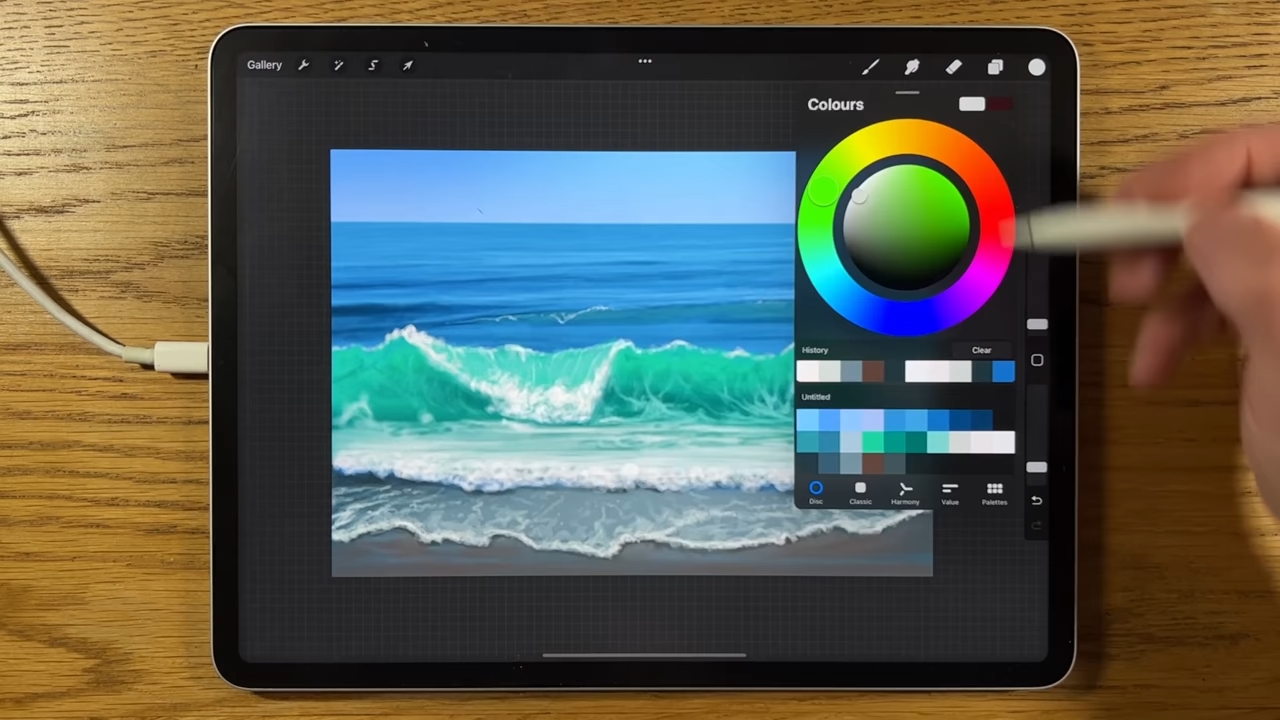 Gallery
Colours
History
Clear
Untitled
Disc
Classic
Harmony
Value
Palettes